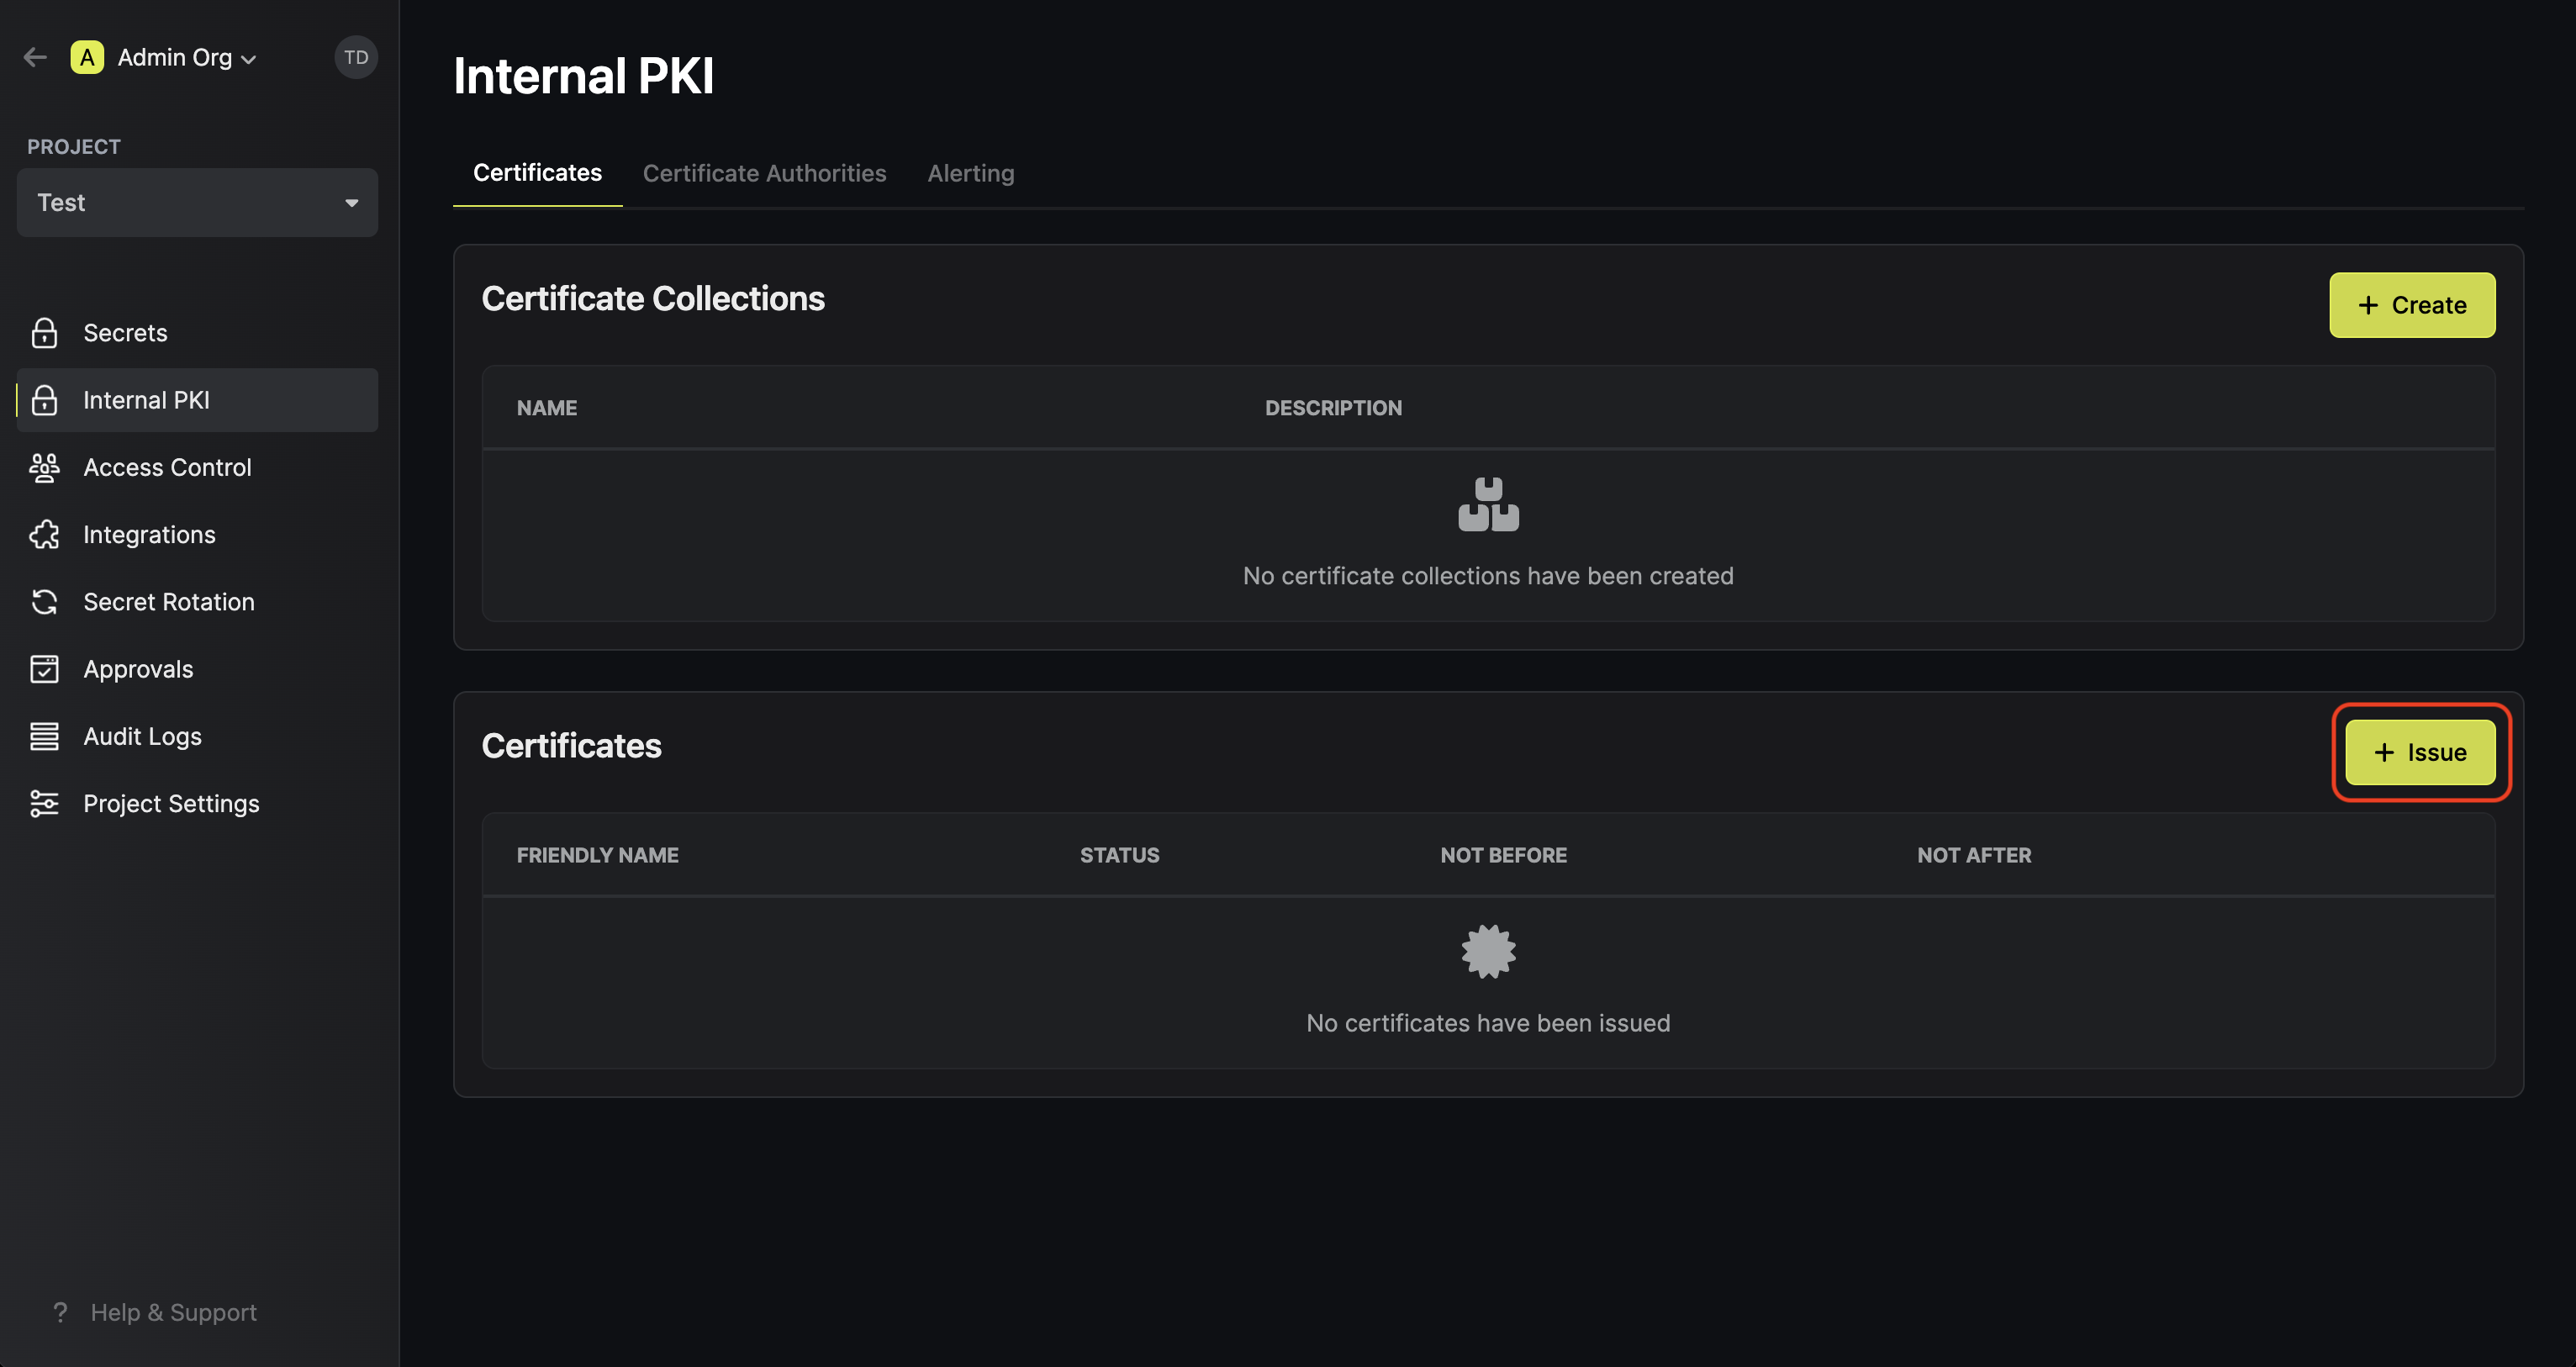 A Admin Org TD
PROJECT
Test
Secrets
Internal PKI
Access Control
Integrations
Secret Rotation
Approvals
Audit Logs
Project Settings
? Help & Support
Internal PKI
Certificates Certificate Authorities Alerting
Certificate Collections
+ Create
NAME DESCRIPTION
No certificate collections have been created
Certificates
+ Issue
FRIENDLY NAME STATUS NOT BEFORE NOT AFTER
No certificates have been issued